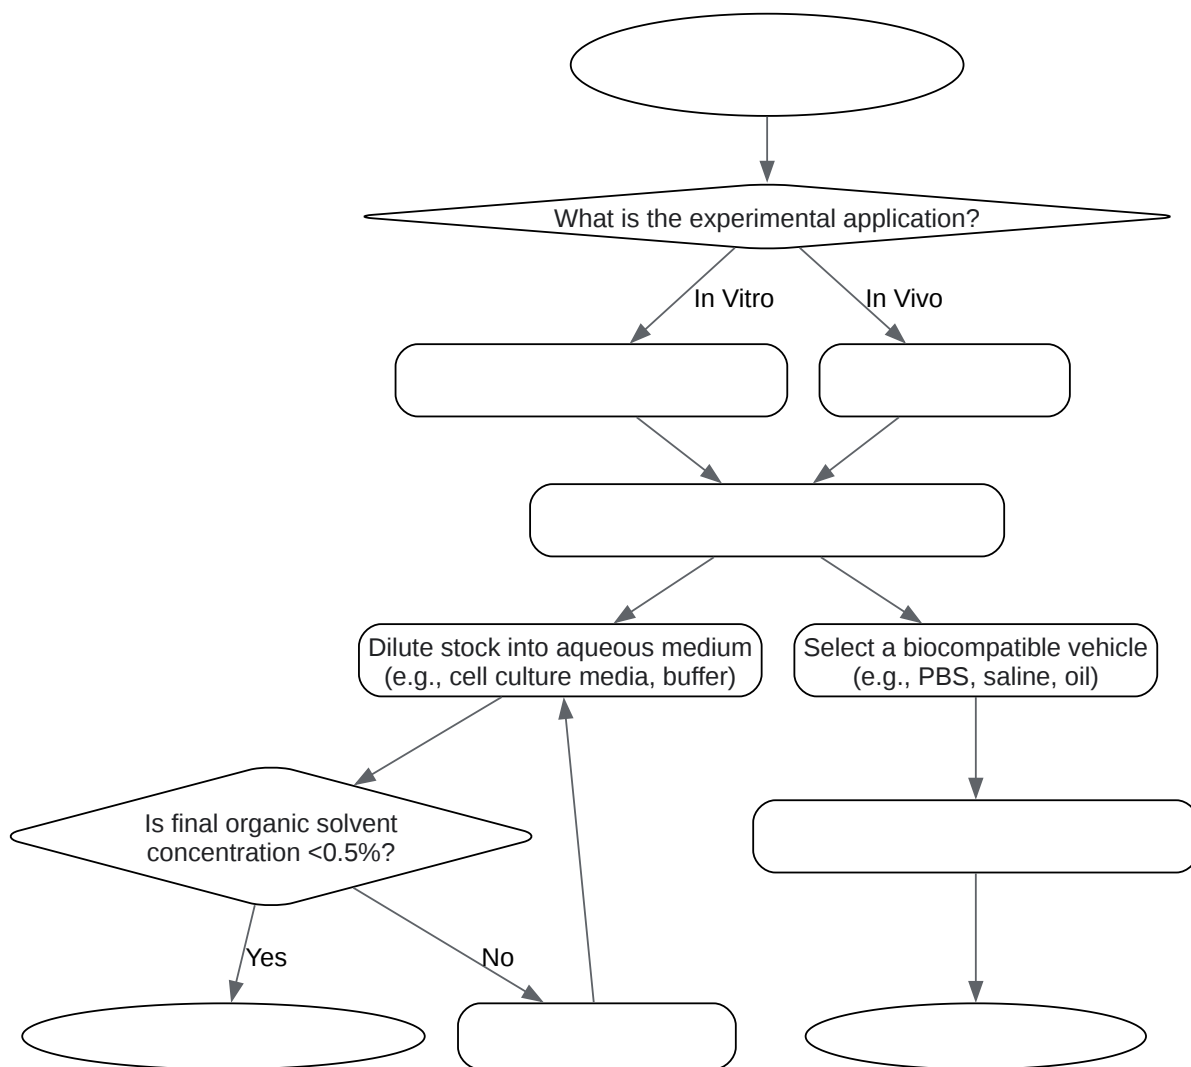 What is the experimental application?
In Vitro
In Vivo
Dilute stock into aqueous medium
(e.g., cell culture media, buffer)
Select a biocompatible vehicle
(e.g., PBS, saline, oil)
Is final organic solvent
concentration <0.5%?
Yes
No